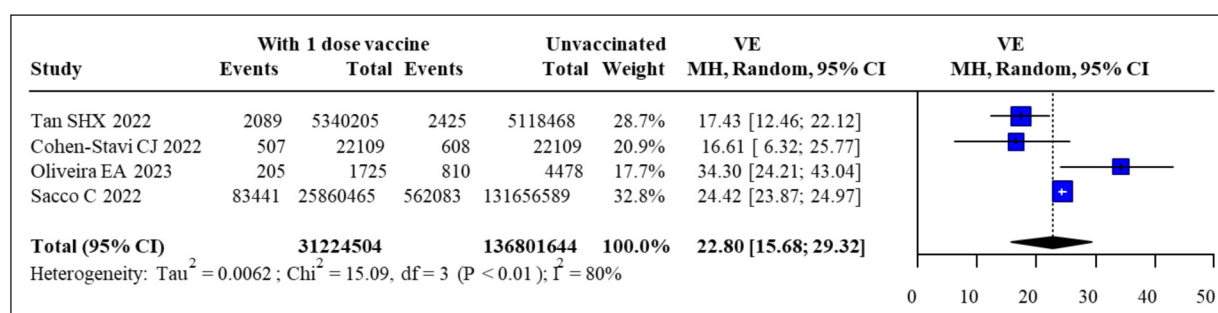 With 1 dose vaccine Unvaccinated VE VE
Study Events Total Events Total Weight MH, Random, 95% CI MH, Random, 95% CI
Tan SHX 2022 2089 5340205 2425 5118468 28.7% 17.43 [12.46; 22.12]
Cohen-Stavi CJ 2022 507 22109 608 22109 20.9% 16.61 [ 6.32; 25.77]
Oliveira EA 2023 205 1725 810 4478 17.7% 34.30 [24.21; 43.04]
Sacco C 2022 83441 25860465 562083 131656589 32.8% 24.42 [23.87; 24.97]
Total (95% CI) 31224504 136801644 100.0% 22.80 [15.68; 29.32]
Heterogeneity: Tau² = 0.0062 ; Chi² = 15.09, df = 3 (P < 0.01 ); I² = 80%
0 10 20 30 40 50